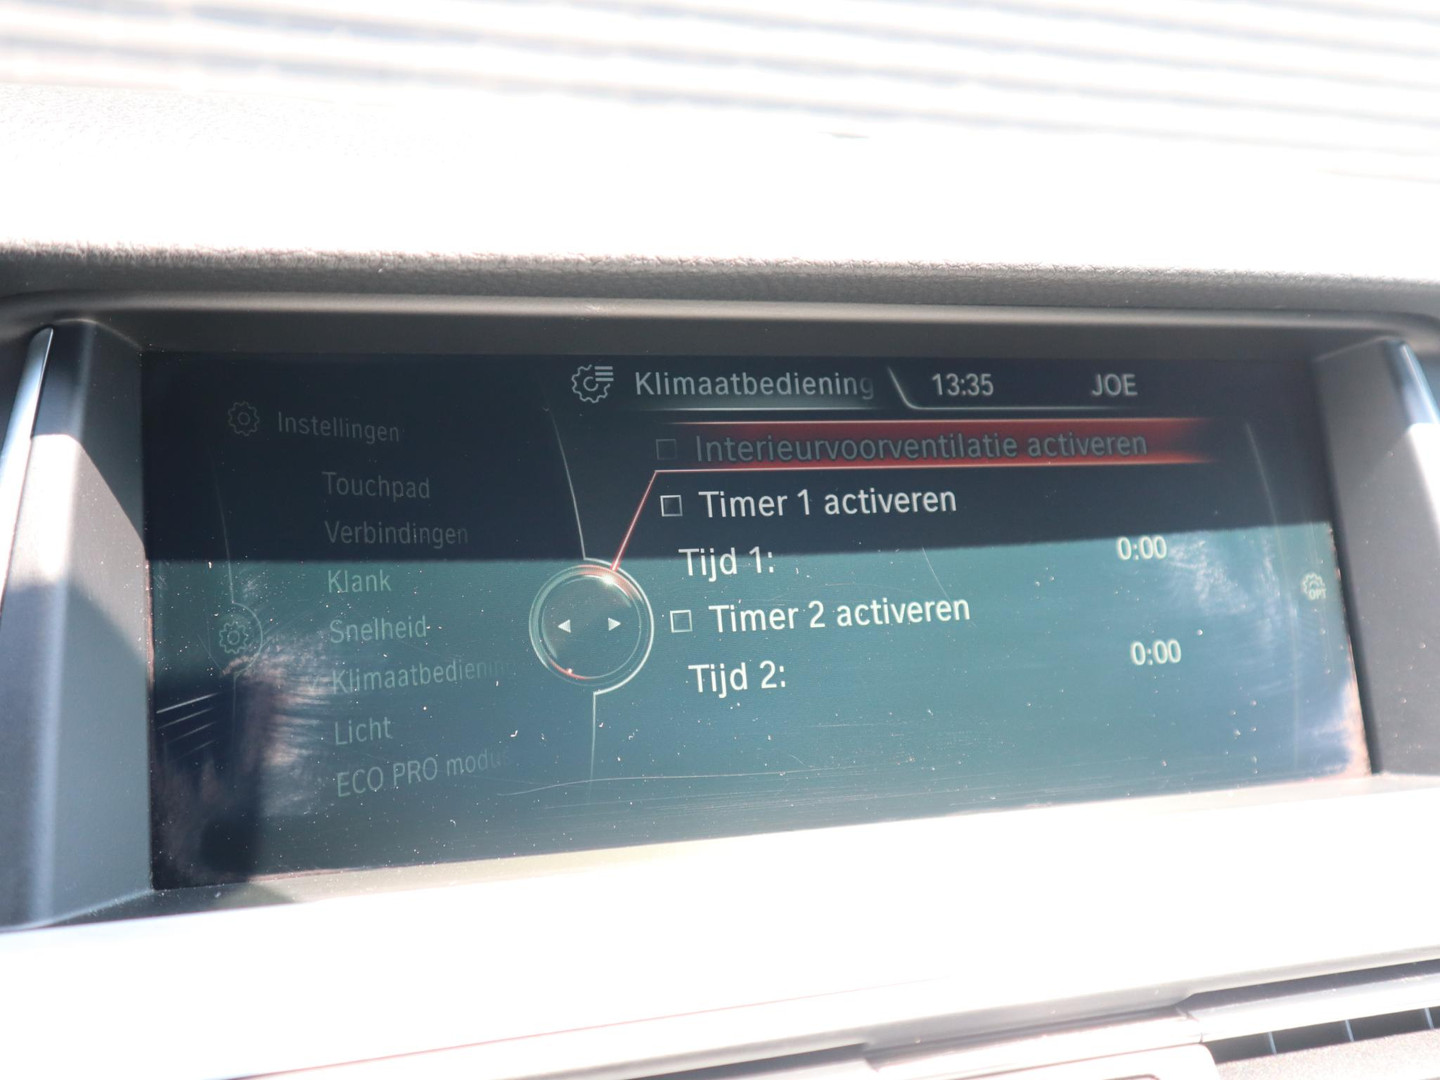 Klimaatbediening 13:35 JOE
Instellingen
Touchpad
Verbindingen
Klank
Snelheid
Klimaatbediening
Licht
ECO PRO modus
Interieurvoorventilatie activeren
Timer 1 activeren
Tijd 1: 0:00
Timer 2 activeren
Tijd 2: 0:00
OPT